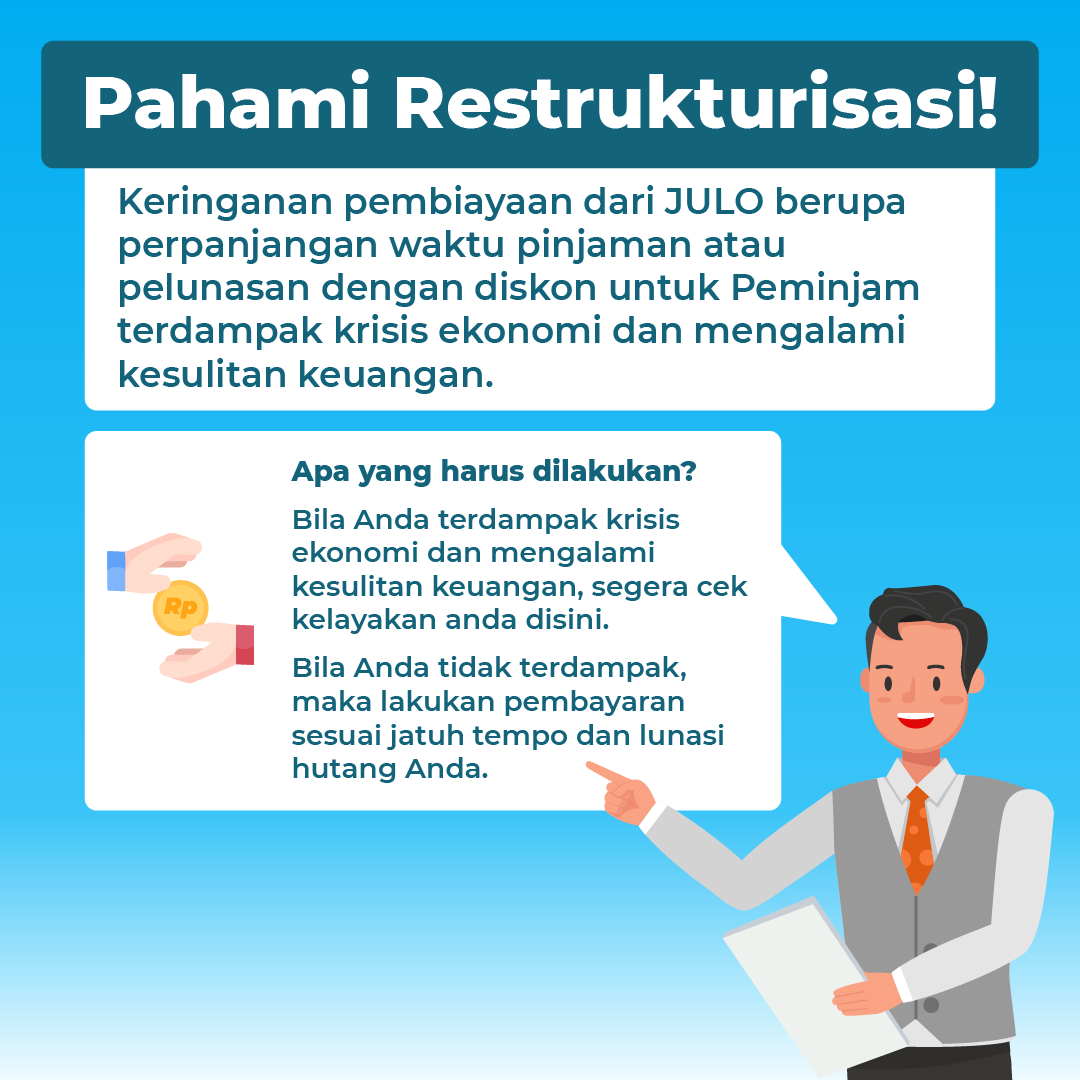 Pahami Restrukturisasi!
Keringanan pembiayaan dari JULO berupa
perpanjangan waktu pinjaman atau
pelunasan dengan diskon untuk Peminjam
terdampak krisis ekonomi dan mengalami
kesulitan keuangan.
Apa yang harus dilakukan?
Bila Anda terdampak krisis
ekonomi dan mengalami
kesulitan keuangan, segera cek
kelayakan anda disini.
Bila Anda tidak terdampak,
maka lakukan pembayaran
sesuai jatuh tempo dan lunasi
hutang Anda.
Rp